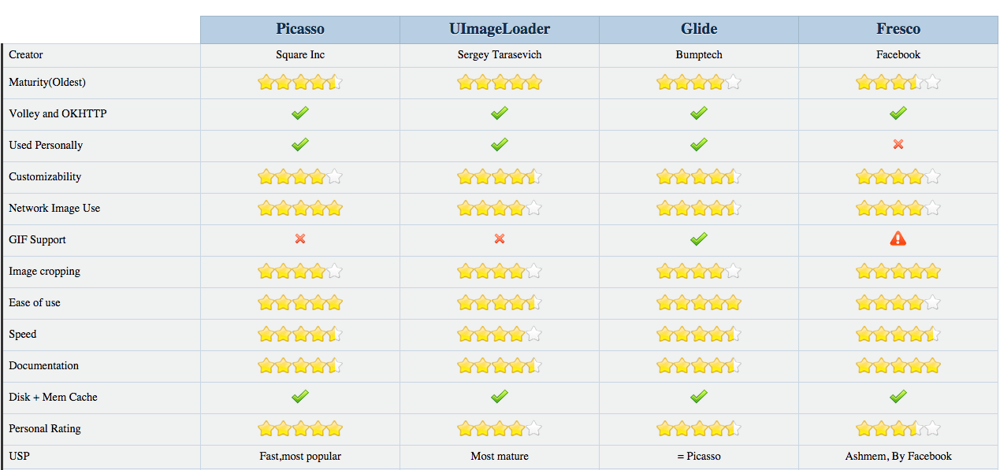 Picasso UImageLoader Glide Fresco
Creator Square Inc Sergey Tarasevich Bumptech Facebook
Maturity(Oldest)
Volley and OKHTTP
Used Personally
Customizability
Network Image Use
GIF Support
Image cropping
Ease of use
Speed
Documentation
Disk + Mem Cache
Personal Rating
USP Fast,most popular Most mature = Picasso Ashmem, By Facebook